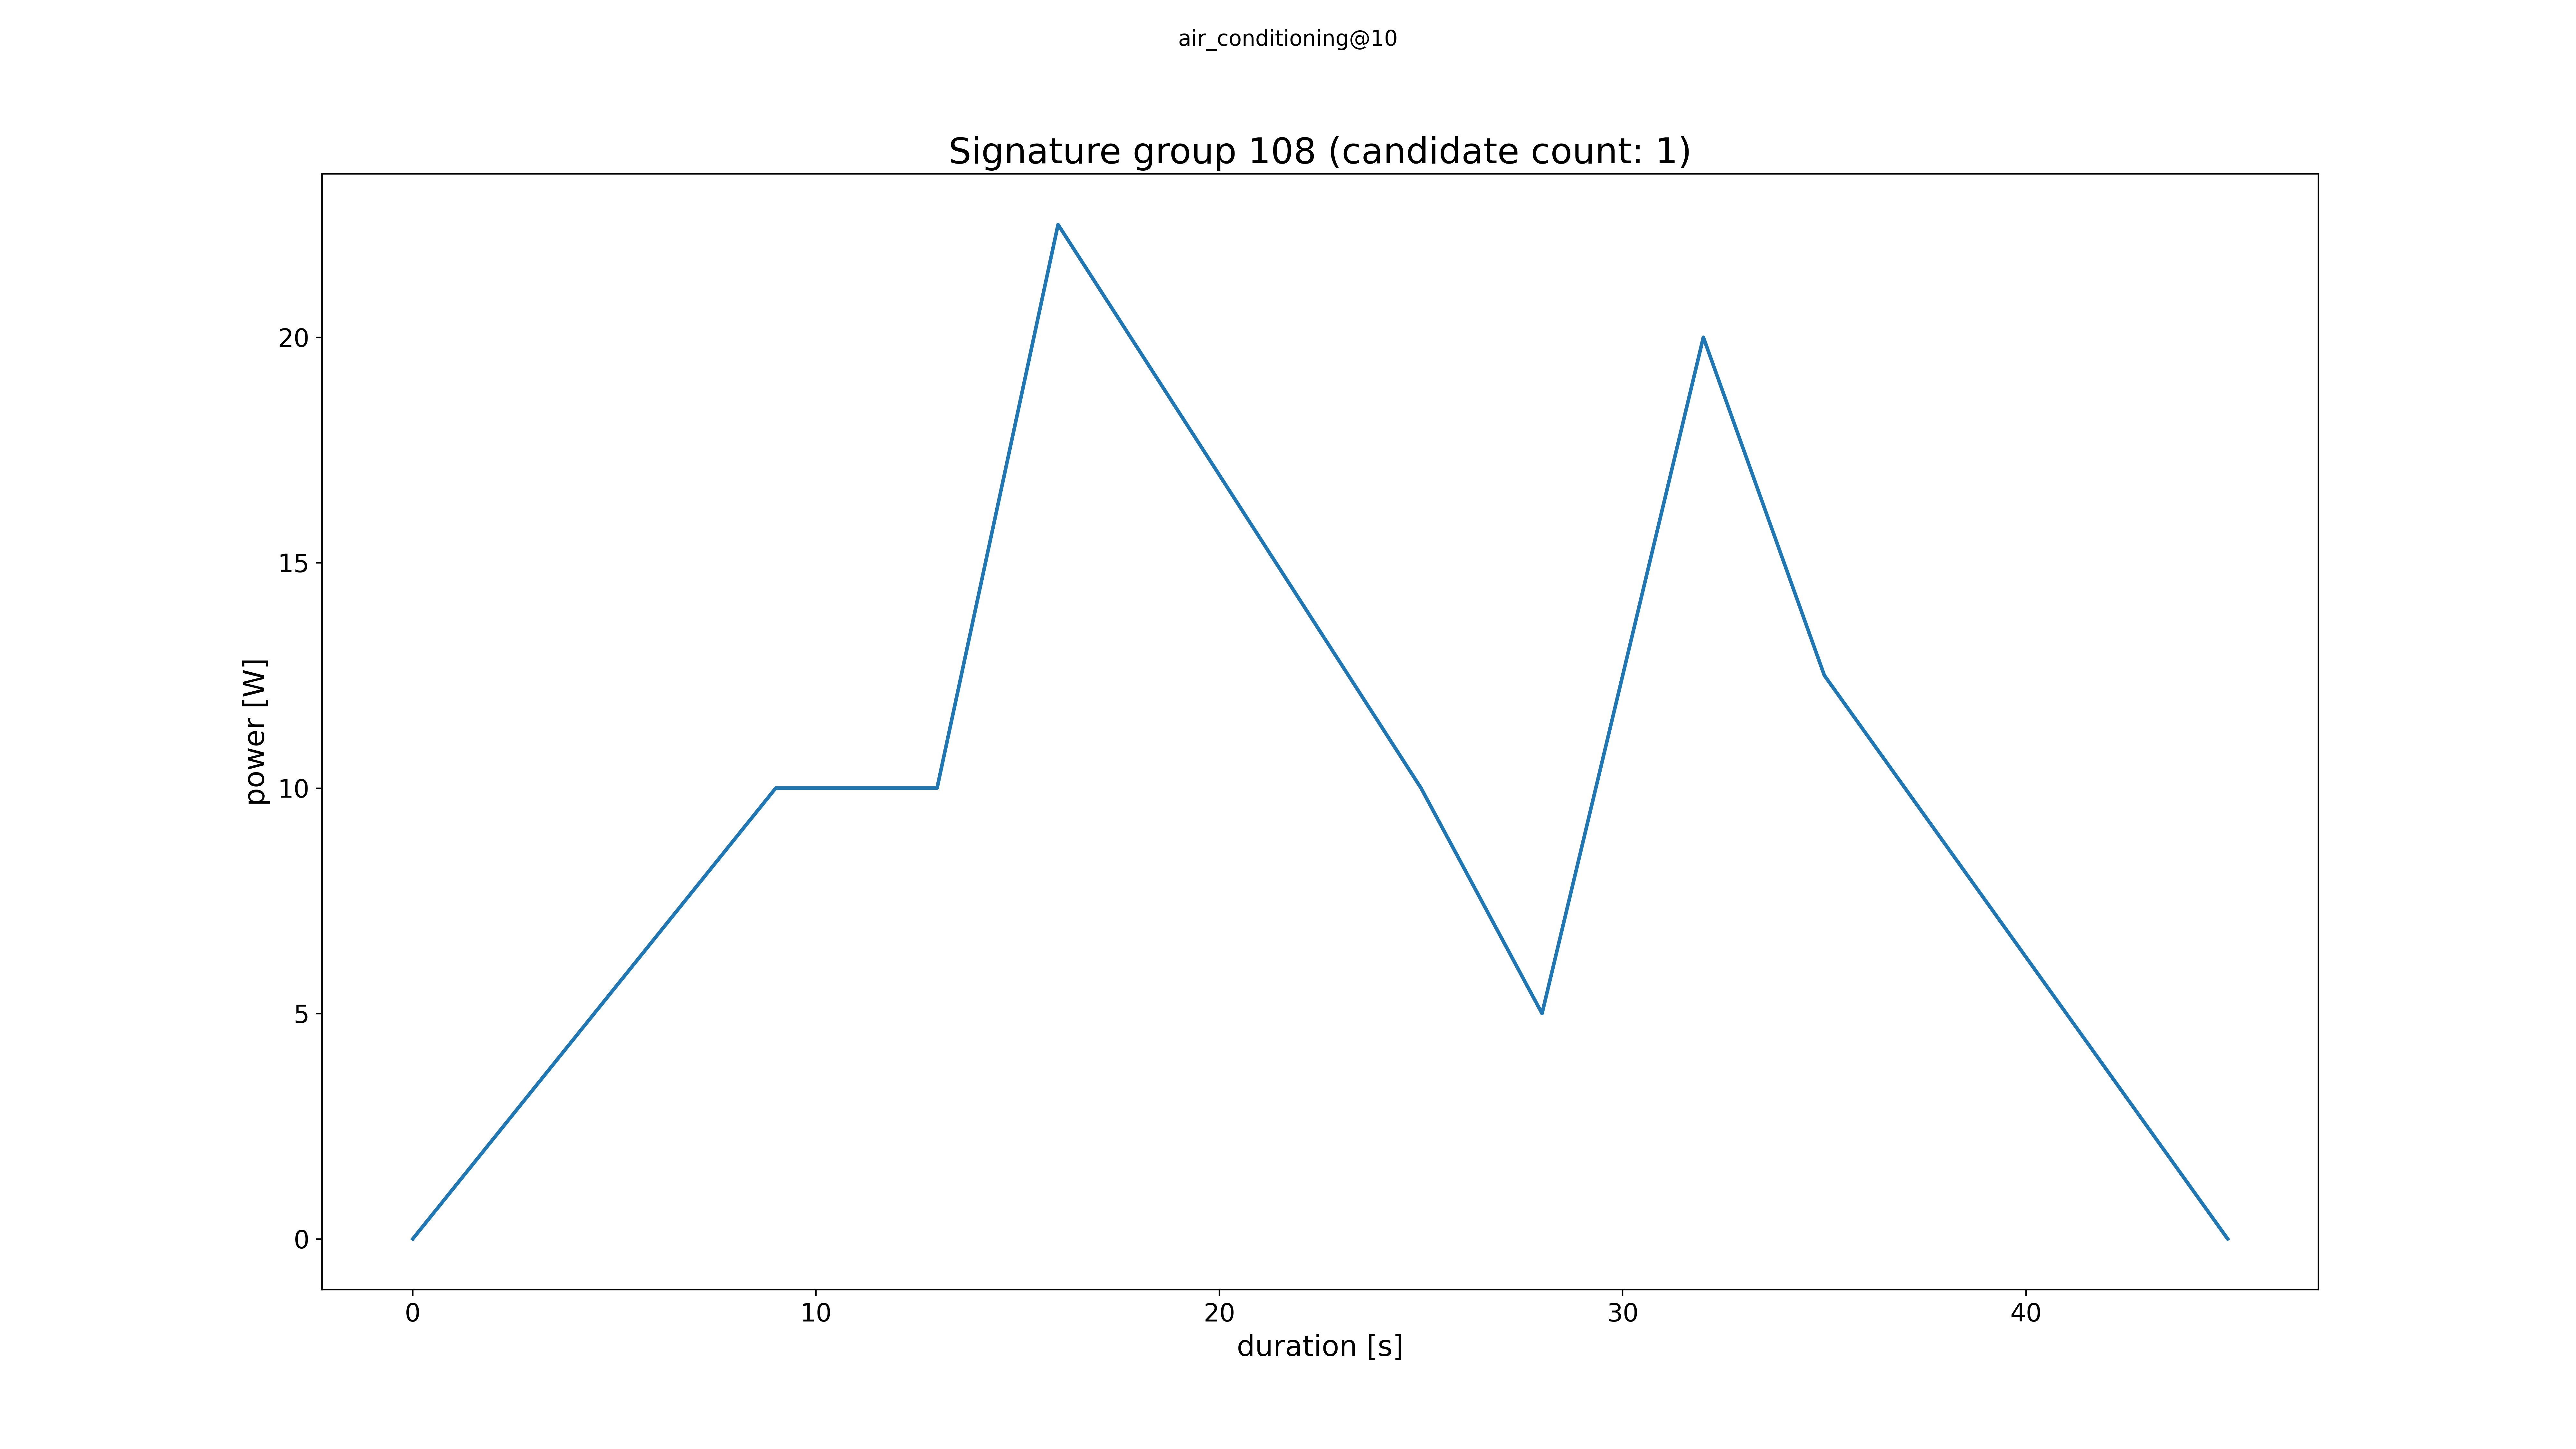 air_conditioning@10
Signature group 108 (candidate count: 1)
power [W]
20
15
10
5
0
0 10 20 30 40
duration [s]